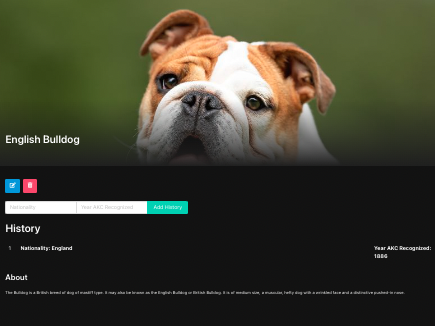 English Bulldog
Nationality
Year AKC Recognized
Add History
History
1 Nationality: England
Year AKC Recognized:
1886
About
The Bulldog is a British breed of dog of mastiff type. It may also be known as the English Bulldog or British Bulldog. It is of medium size, a muscular, hefty dog with a wrinkled face and a distinctive pushed-in nose.